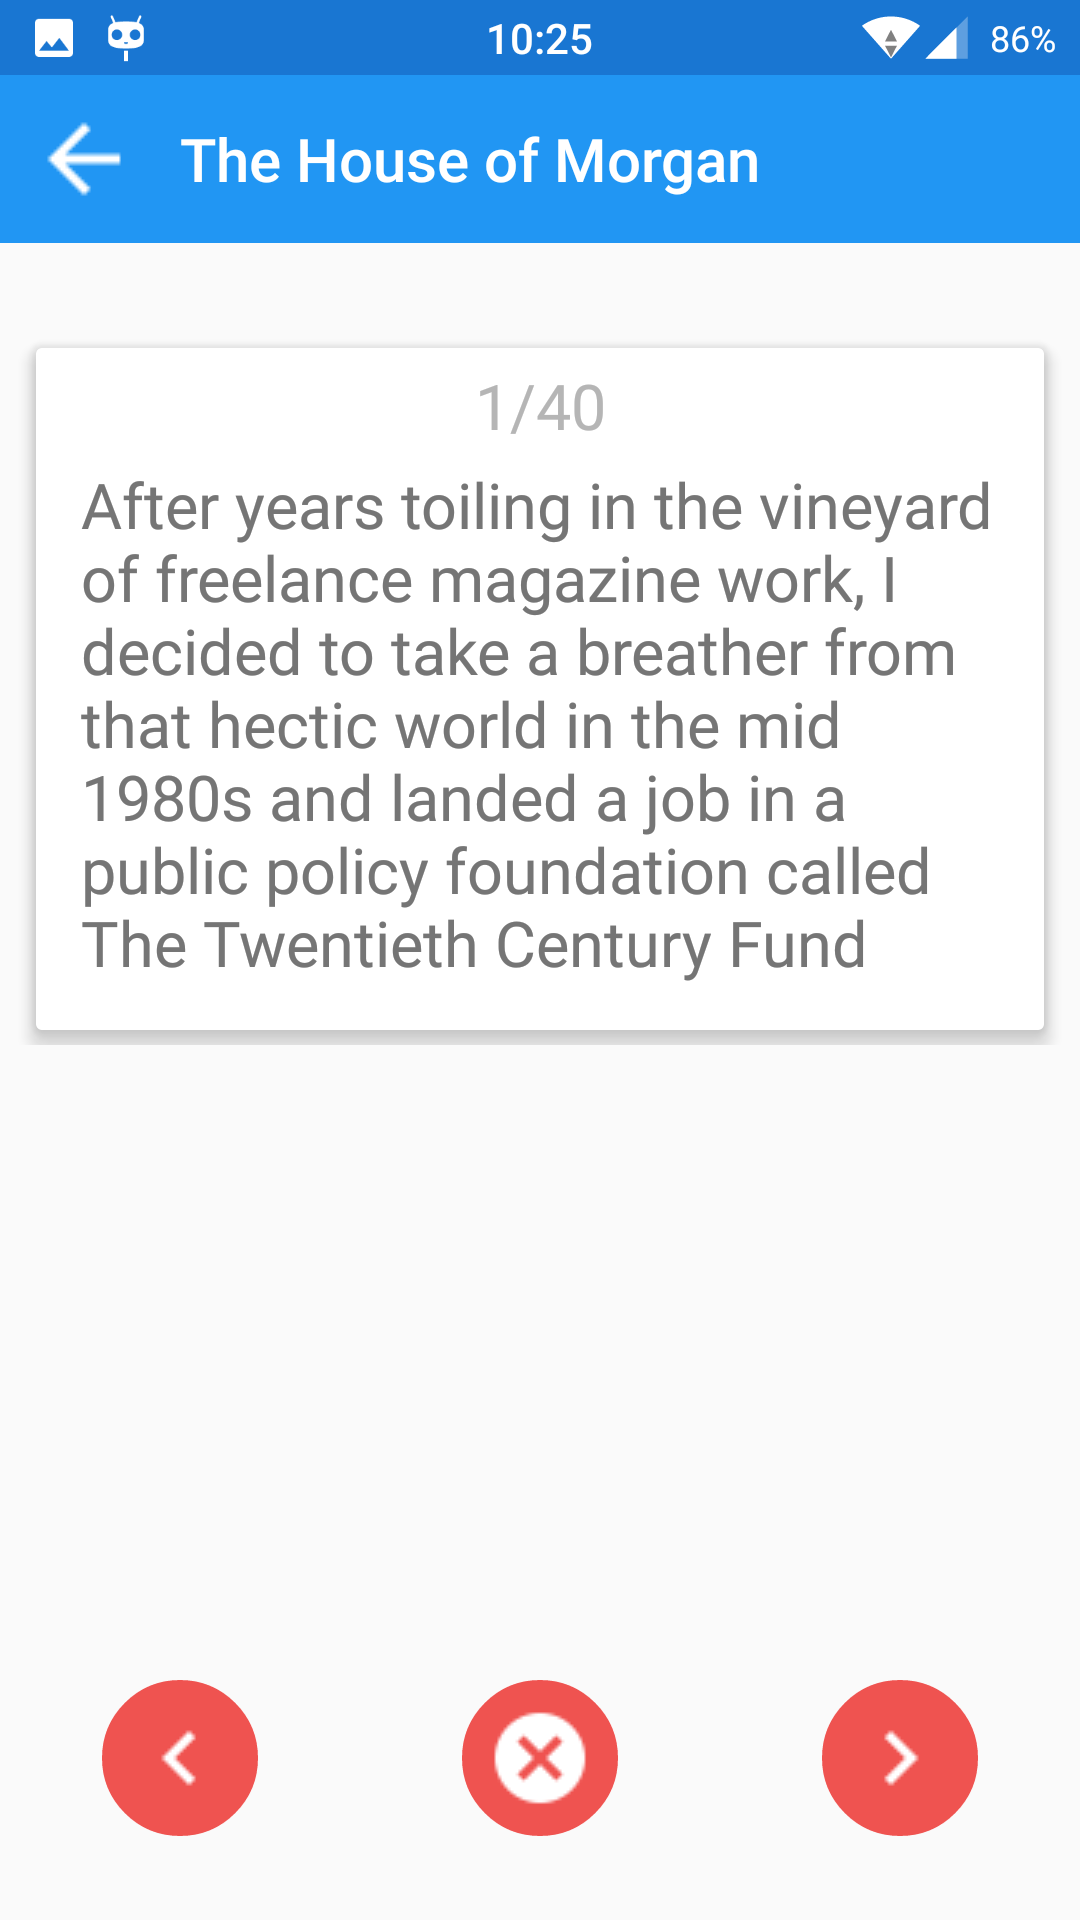 10:25
86%
The House of Morgan
1/40
After years toiling in the vineyard
of freelance magazine work, I
decided to take a breather from
that hectic world in the mid
1980s and landed a job in a
public policy foundation called
The Twentieth Century Fund